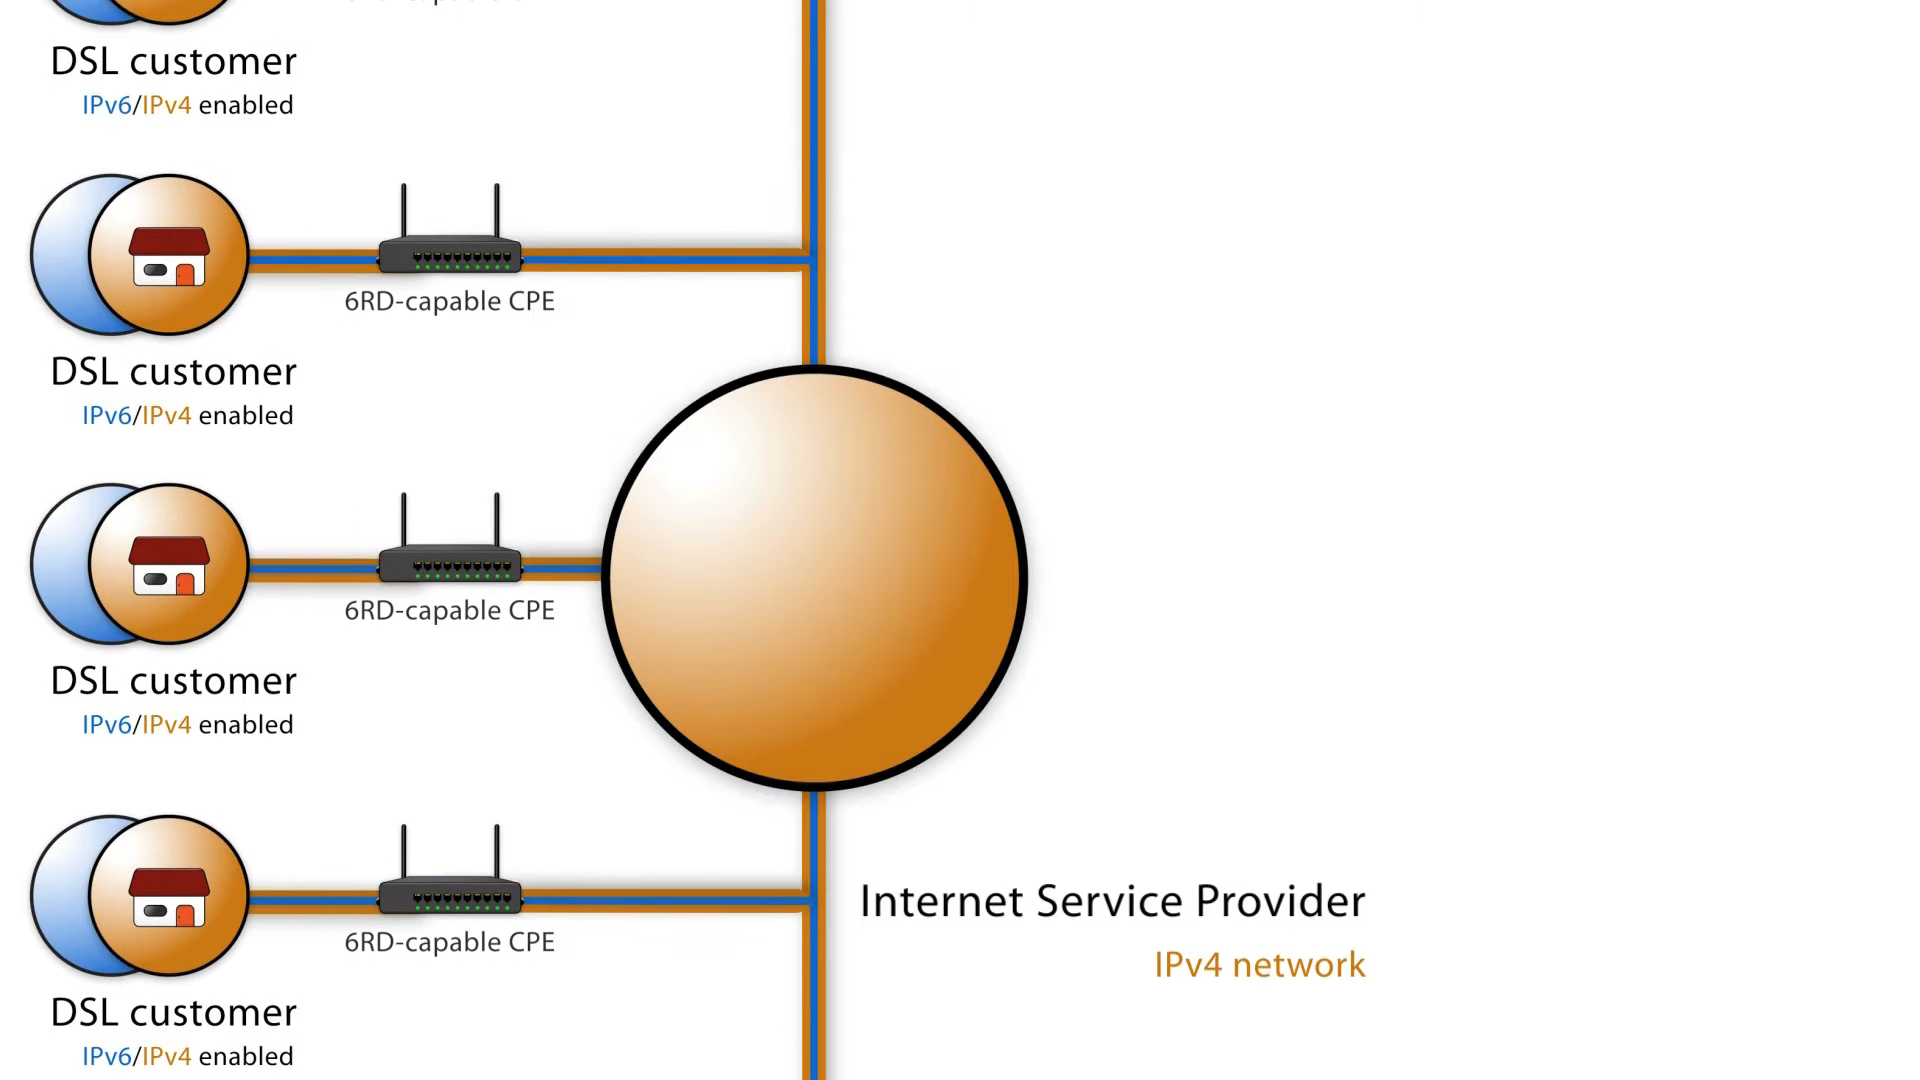 DSL customer
IPv6/IPv4 enabled
6RD-capable CPE
DSL customer
IPv6/IPv4 enabled
6RD-capable CPE
DSL customer
IPv6/IPv4 enabled
6RD-capable CPE
DSL customer
IPv6/IPv4 enabled
Internet Service Provider
IPv4 network